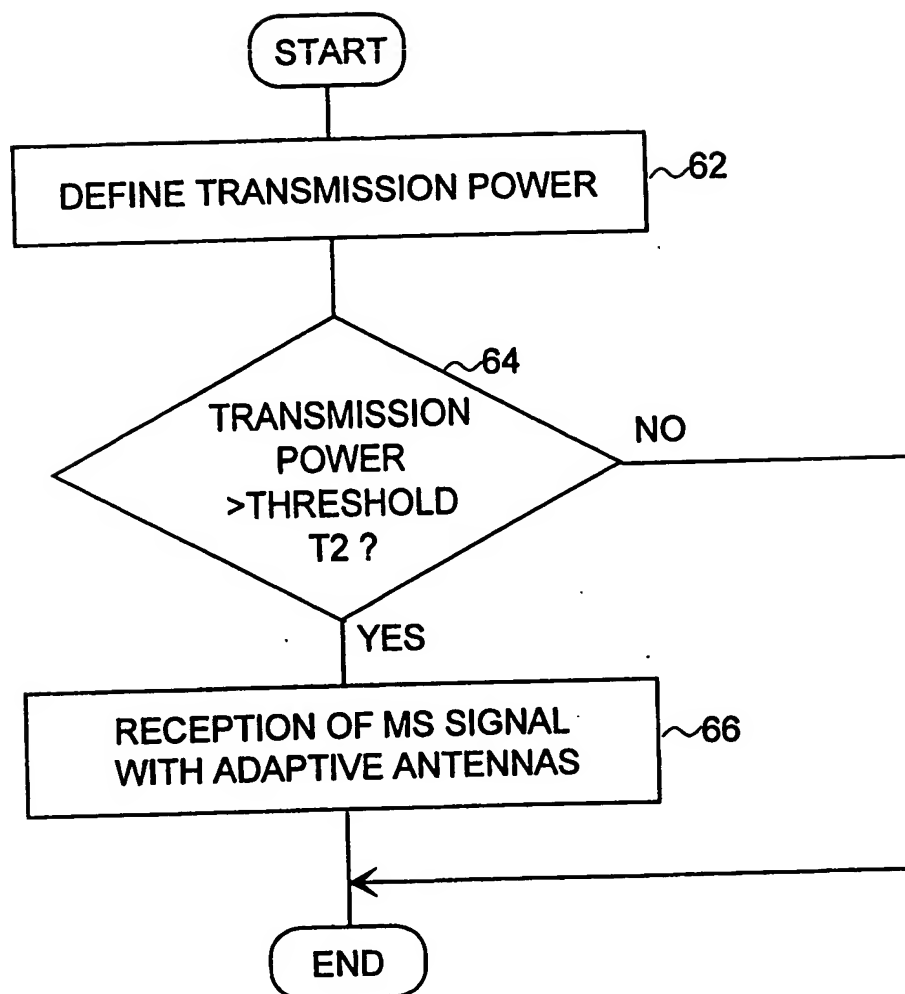 START
DEFINE TRANSMISSION POWER
62
64
TRANSMISSION
POWER
>THRESHOLD
T2 ?
NO
YES
RECEPTION OF MS SIGNAL
WITH ADAPTIVE ANTENNAS
66
END